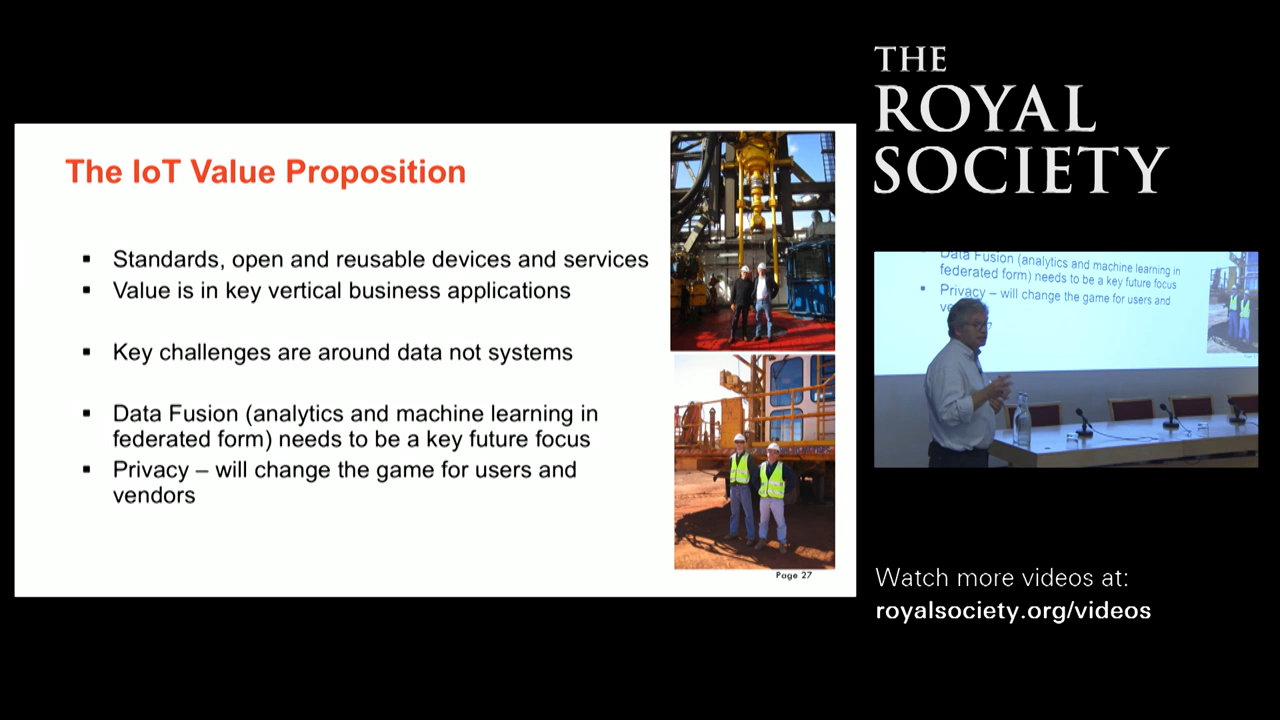 The IoT Value Proposition
▪ Standards, open and reusable devices and services
▪ Value is in key vertical business applications
▪ Key challenges are around data not systems
▪ Data Fusion (analytics and machine learning in
federated form) needs to be a key future focus
▪ Privacy – will change the game for users and
vendors
Page 27
THE
ROYAL
SOCIETY
Data Fusion (analytics and machine learning in
federated form) needs to be a key future focus
▪ Privacy – will change the game for users and
Watch more videos at:
royalsociety.org/videos